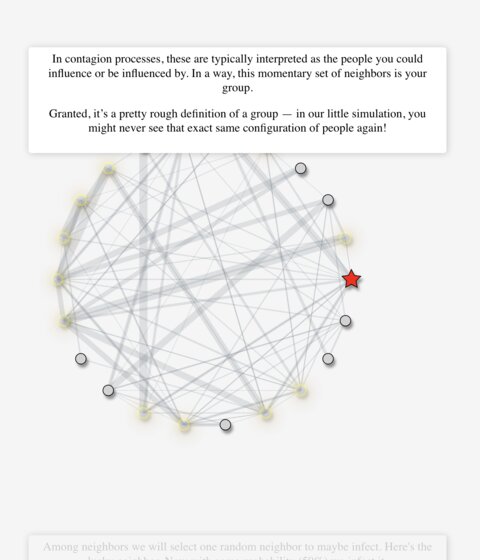 In contagion processes, these are typically interpreted as the people you could
influence or be influenced by. In a way, this momentary set of neighbors is your
group.
Granted, it’s a pretty rough definition of a group — in our little simulation, you
might never see that exact same configuration of people again!
Among neighbors we will select one random neighbor to maybe infect. Here's the